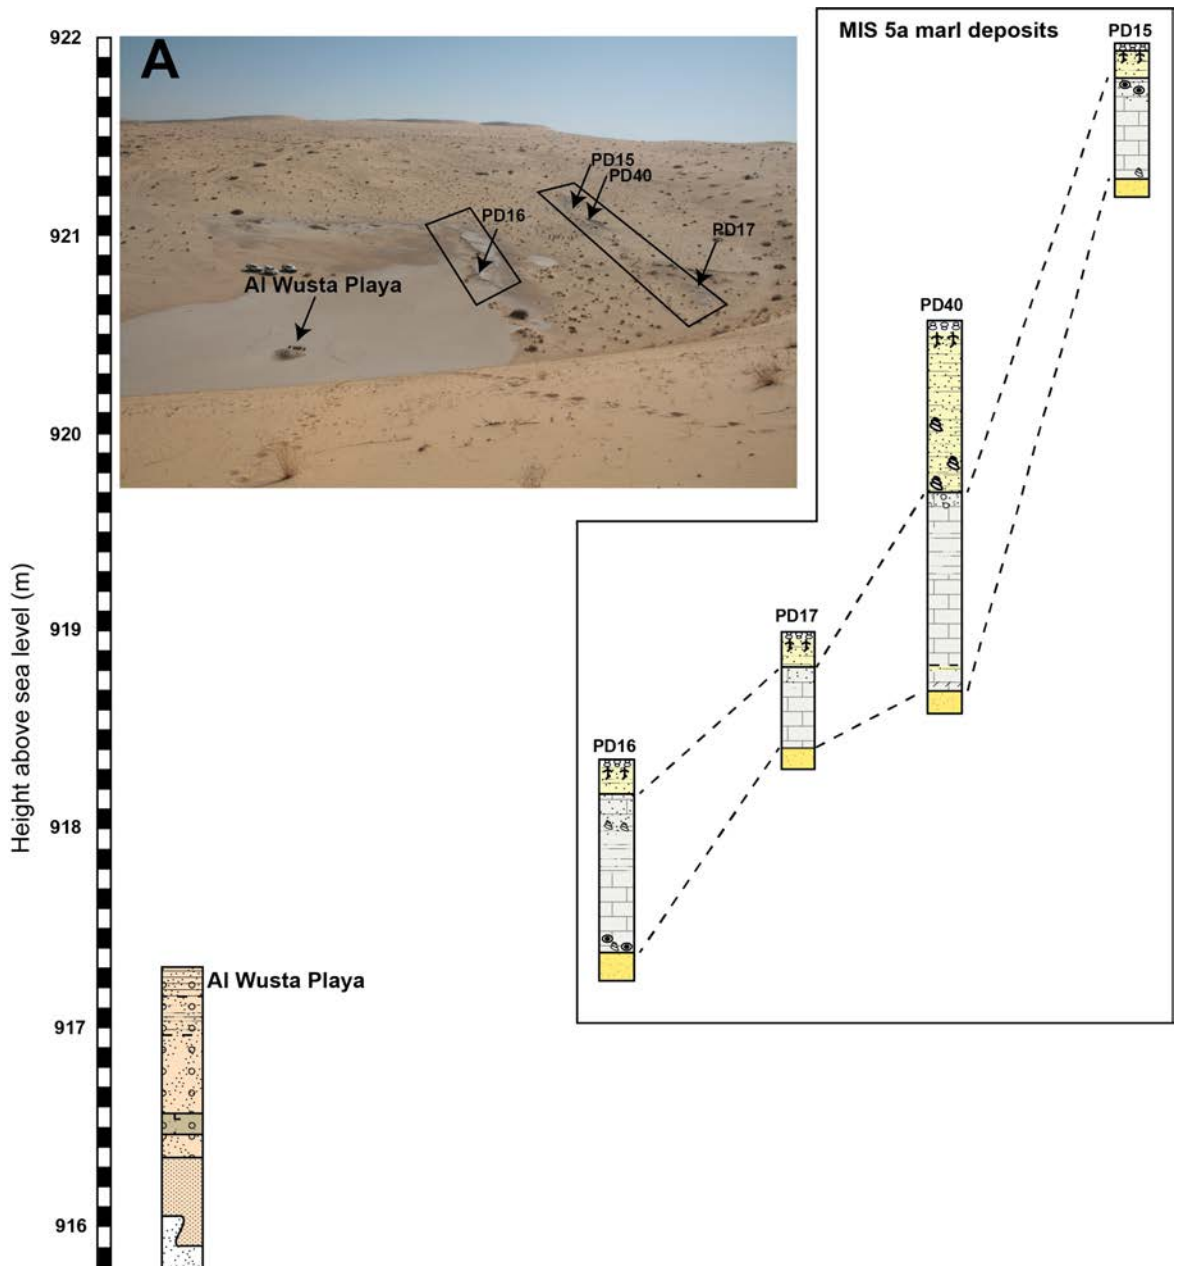 922
921
920
919
918
917
916
Height above sea level (m)
A
PD15
PD40
PD16
PD17
Al Wusta Playa
MIS 5a marl deposits
PD15
PD40
PD17
PD16
Al Wusta Playa